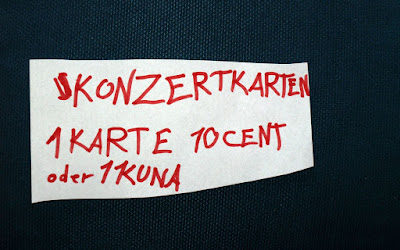 KONZERTKARTEN
1 KARTE 10 CENT
oder 1 KUNA